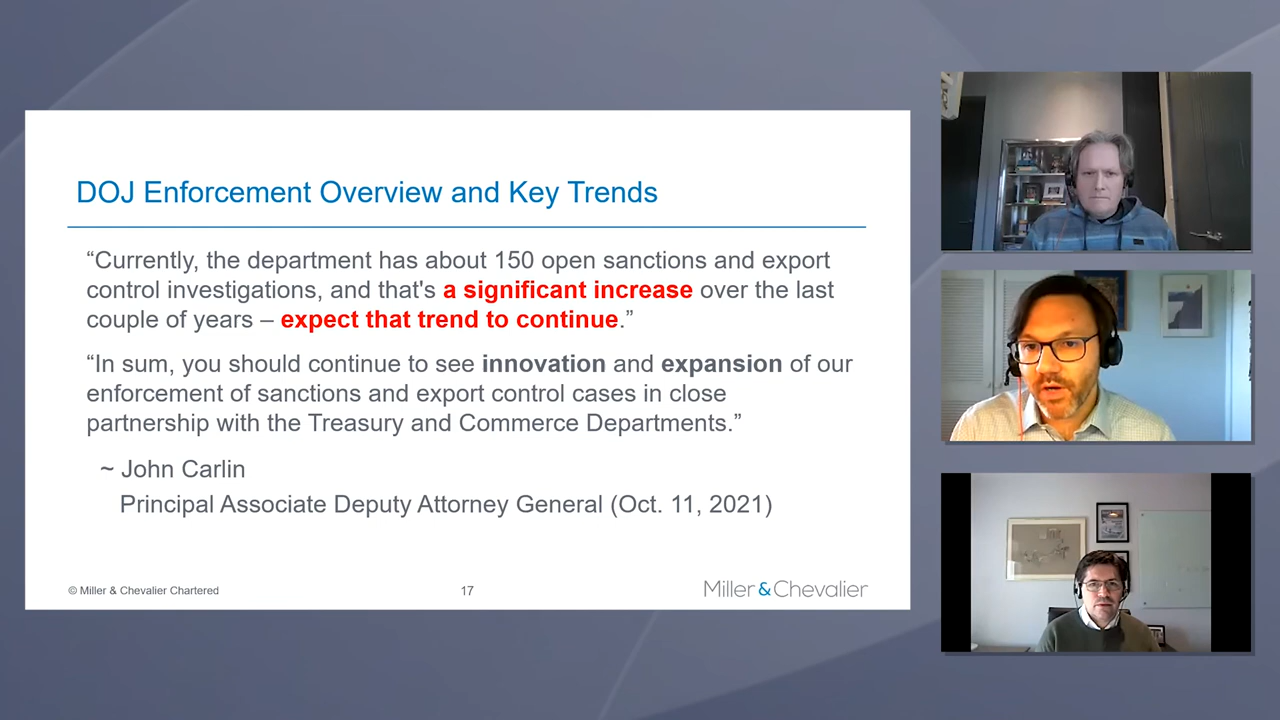 DOJ Enforcement Overview and Key Trends
“Currently, the department has about 150 open sanctions and export
control investigations, and that's a significant increase over the last
couple of years – expect that trend to continue.”
“In sum, you should continue to see innovation and expansion of our
enforcement of sanctions and export control cases in close
partnership with the Treasury and Commerce Departments.”
~ John Carlin
Principal Associate Deputy Attorney General (Oct. 11, 2021)
© Miller & Chevalier Chartered
17
Miller&Chevalier